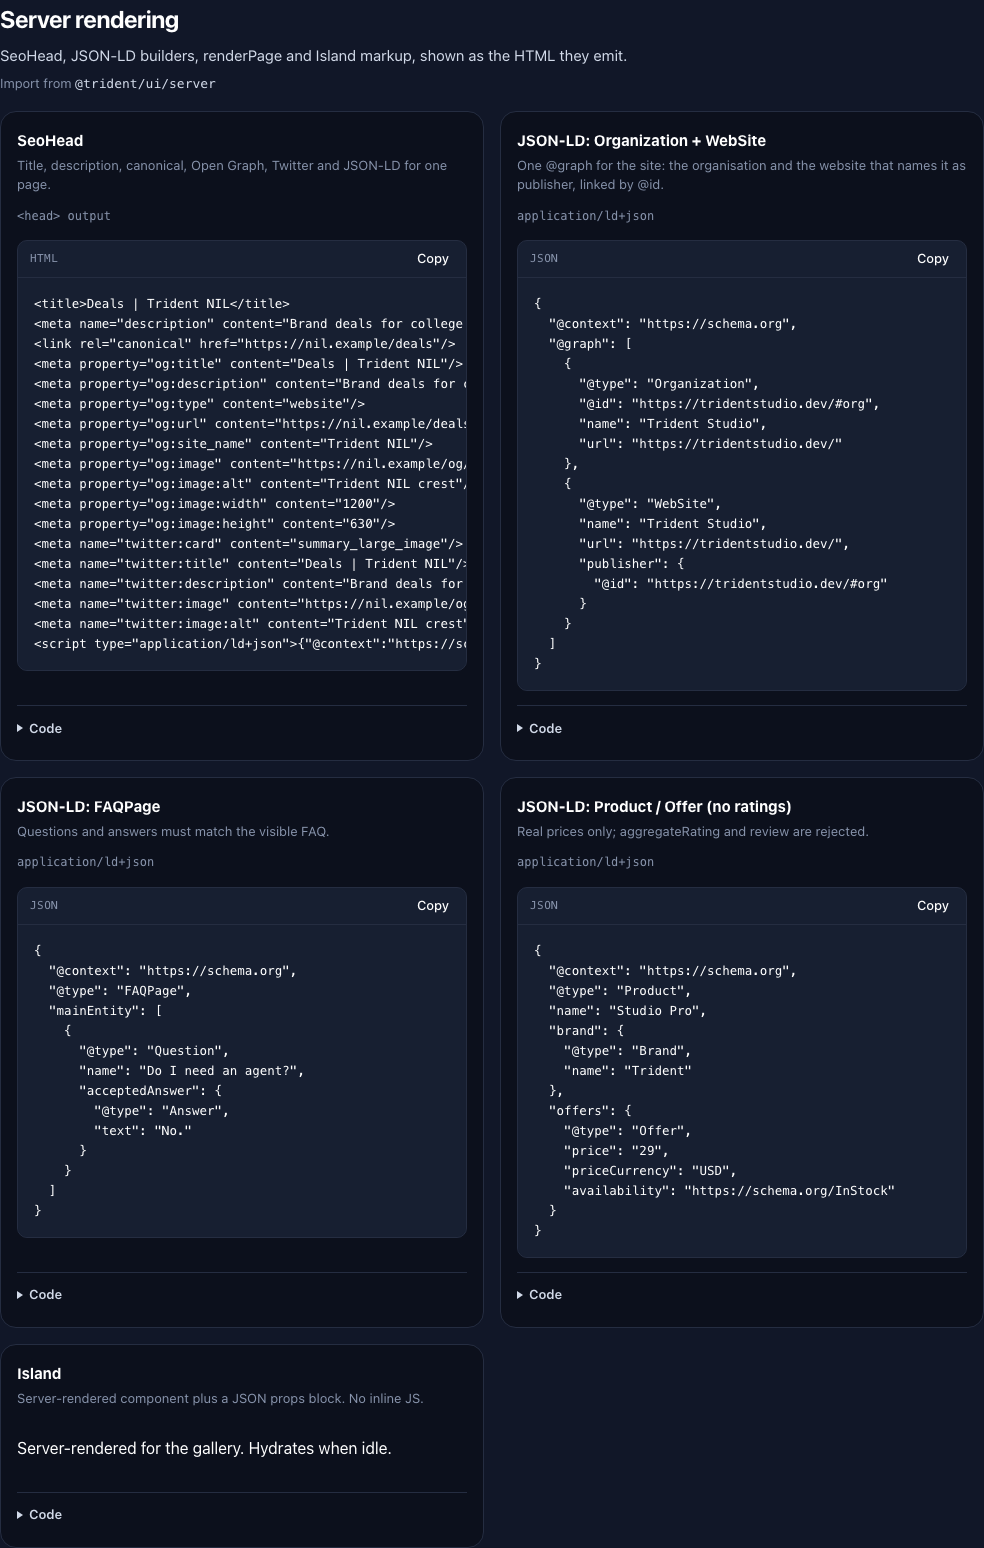 Server rendering
SeoHead, JSON-LD builders, renderPage and Island markup, shown as the HTML they emit.
Import from @trident/ui/server
SeoHead
Title, description, canonical, Open Graph, Twitter and JSON-LD for one
page.
<head> output
HTML
Copy
<title>Deals | Trident NIL</title>
<meta name="description" content="Brand deals for college
<link rel="canonical" href="https://nil.example/deals"/>
<meta property="og:title" content="Deals | Trident NIL"/>
<meta property="og:description" content="Brand deals for c
<meta property="og:type" content="website"/>
<meta property="og:url" content="https://nil.example/deals
<meta property="og:site_name" content="Trident NIL"/>
<meta property="og:image" content="https://nil.example/og/
<meta property="og:image:alt" content="Trident NIL crest"/
<meta property="og:image:width" content="1200"/>
<meta property="og:image:height" content="630"/>
<meta name="twitter:card" content="summary_large_image"/>
<meta name="twitter:title" content="Deals | Trident NIL"/>
<meta name="twitter:description" content="Brand deals for
<meta name="twitter:image" content="https://nil.example/og
<meta name="twitter:image:alt" content="Trident NIL crest"
<script type="application/ld+json">{"@context":"https://sc
Code
JSON-LD: Organization + WebSite
One @graph for the site: the organisation and the website that names it as
publisher, linked by @id.
application/ld+json
JSON
Copy
{
  "@context": "https://schema.org",
  "@graph": [
    {
      "@type": "Organization",
      "@id": "https://tridentstudio.dev/#org",
      "name": "Trident Studio",
      "url": "https://tridentstudio.dev/"
    },
    {
      "@type": "WebSite",
      "name": "Trident Studio",
      "url": "https://tridentstudio.dev/",
      "publisher": {
        "@id": "https://tridentstudio.dev/#org"
      }
    }
  ]
}
Code
JSON-LD: FAQPage
Questions and answers must match the visible FAQ.
application/ld+json
JSON
Copy
{
  "@context": "https://schema.org",
  "@type": "FAQPage",
  "mainEntity": [
    {
      "@type": "Question",
      "name": "Do I need an agent?",
      "acceptedAnswer": {
        "@type": "Answer",
        "text": "No."
      }
    }
  ]
}
Code
JSON-LD: Product / Offer (no ratings)
Real prices only; aggregateRating and review are rejected.
application/ld+json
JSON
Copy
{
  "@context": "https://schema.org",
  "@type": "Product",
  "name": "Studio Pro",
  "brand": {
    "@type": "Brand",
    "name": "Trident"
  },
  "offers": {
    "@type": "Offer",
    "price": "29",
    "priceCurrency": "USD",
    "availability": "https://schema.org/InStock"
  }
}
Code
Island
Server-rendered component plus a JSON props block. No inline JS.
Server-rendered for the gallery. Hydrates when idle.
Code